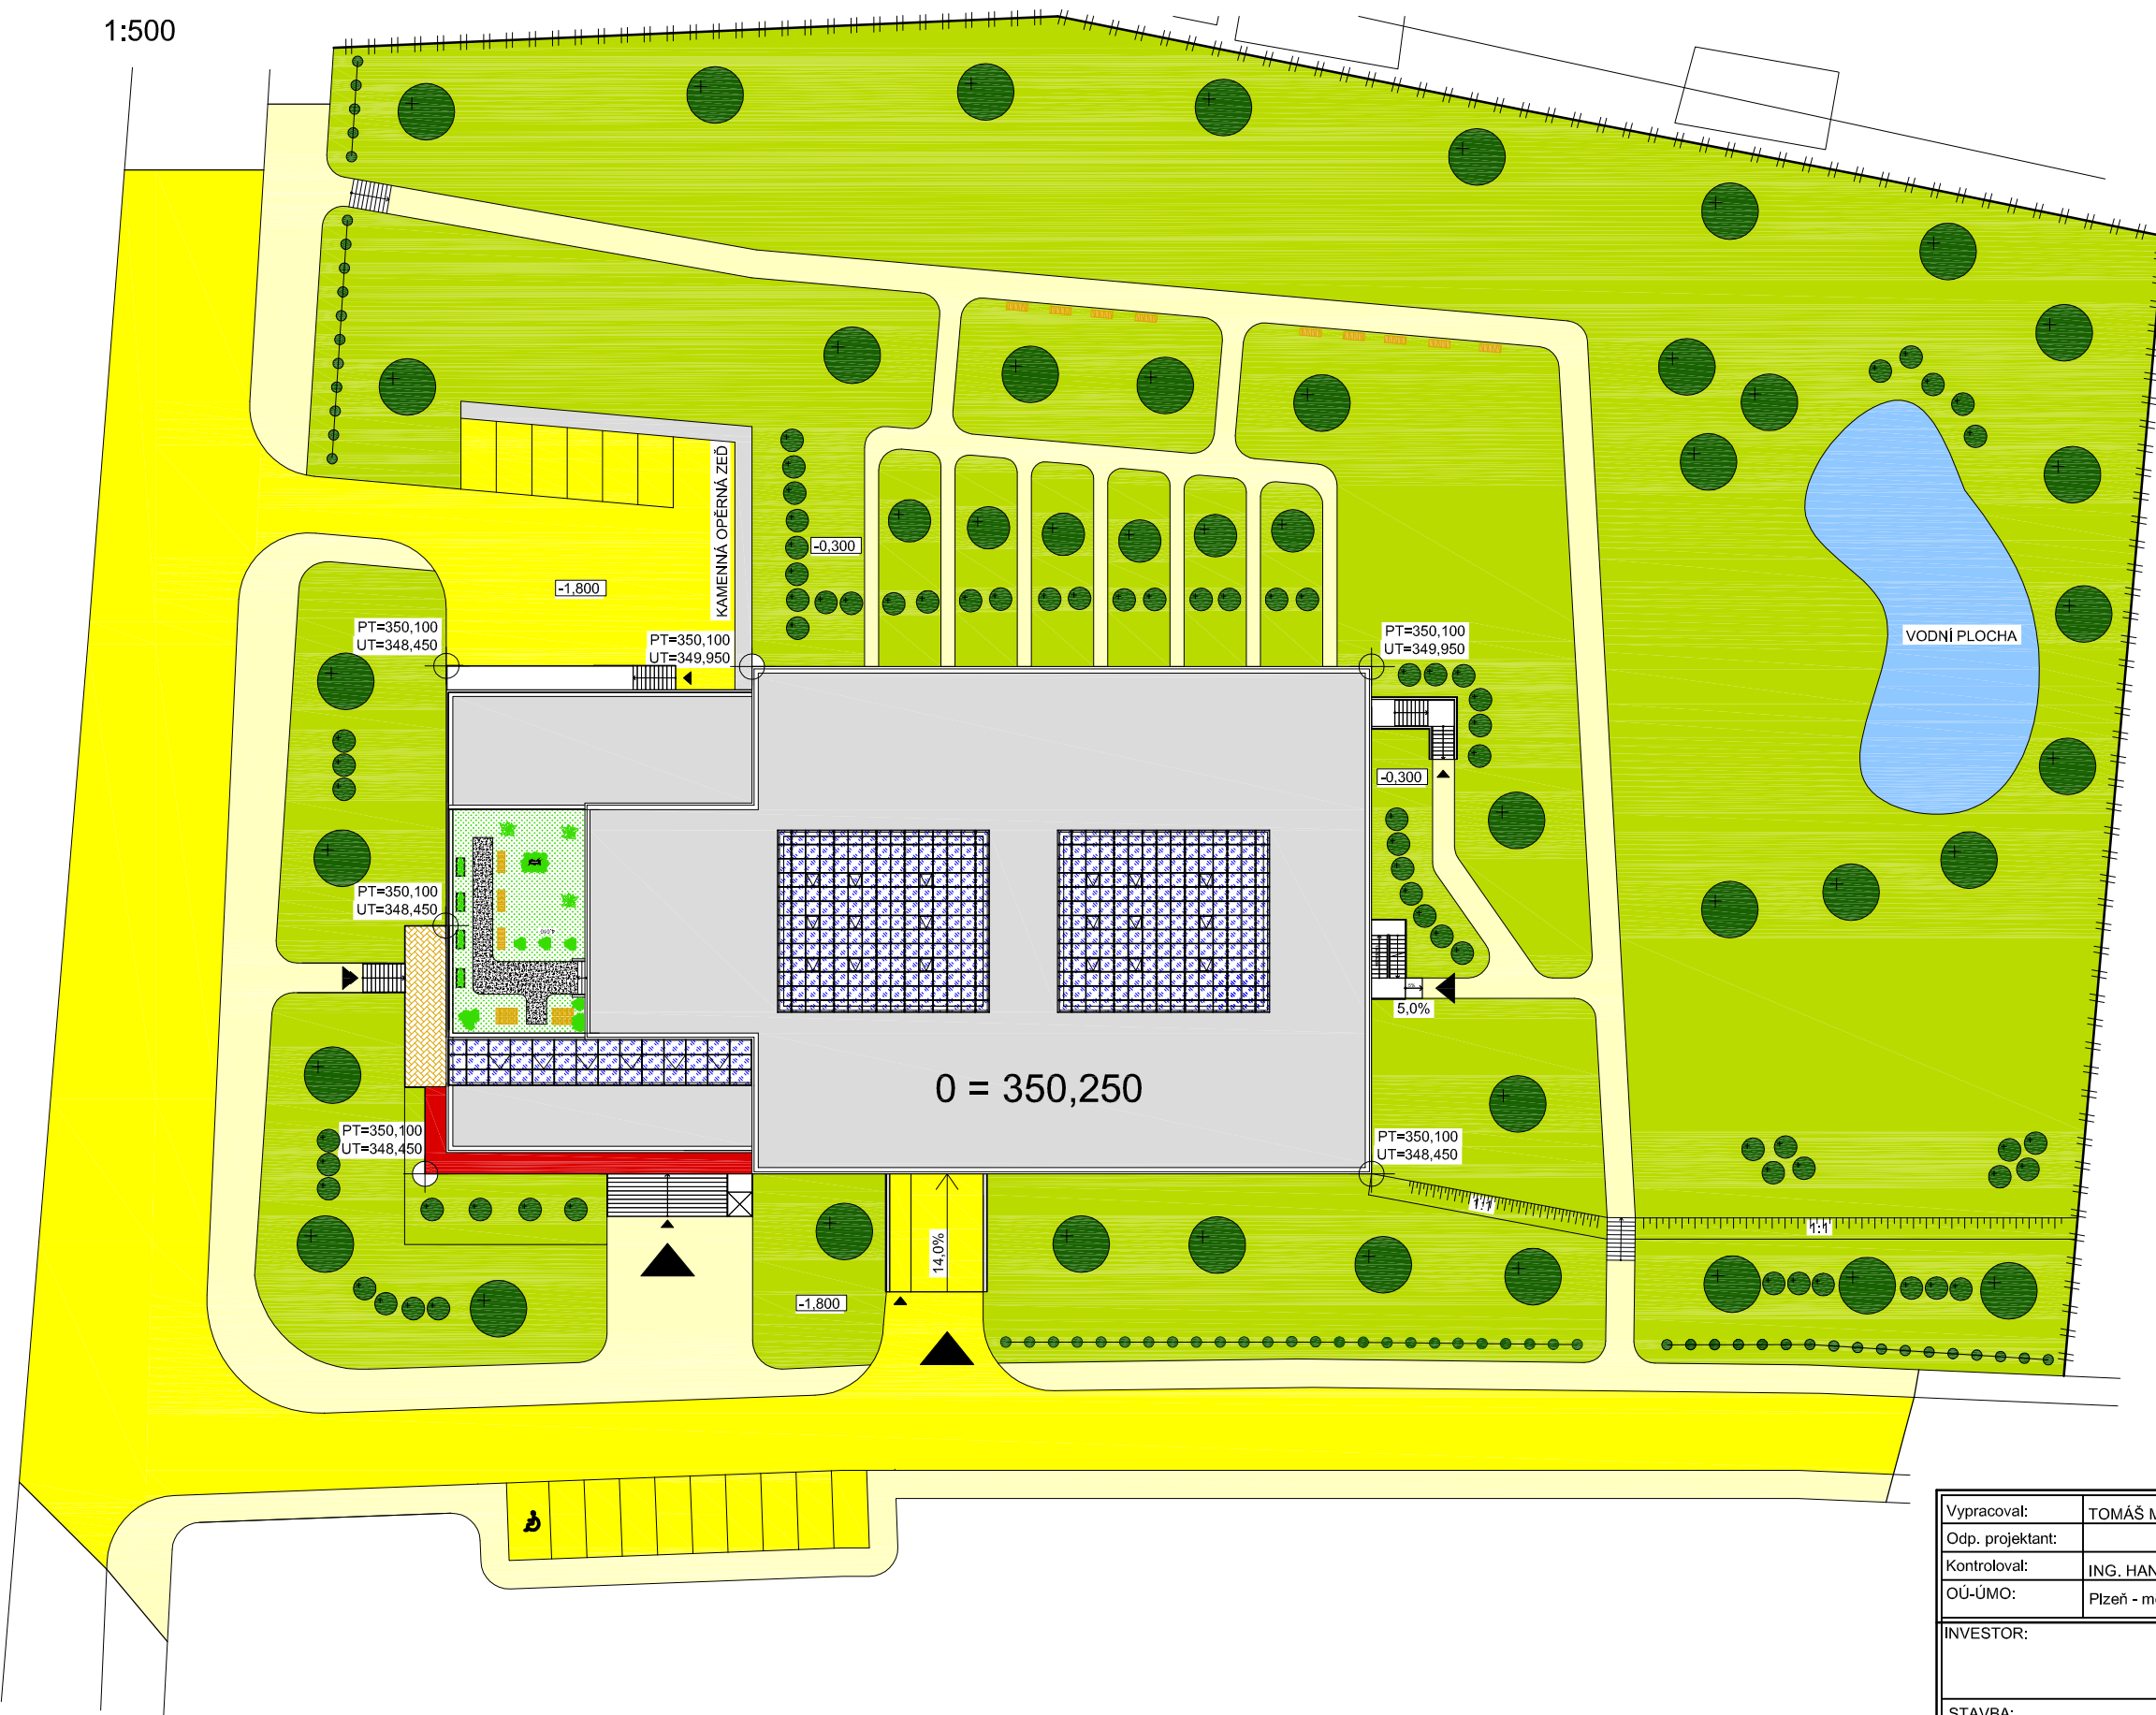 1:500
KAMENNÁ OPĚRNÁ ZEĎ
-0,300
-1,800
PT=350,100
UT=348,450
PT=350,100
UT=349,950
PT=350,100
UT=349,950
VODNÍ PLOCHA
-0,300
PT=350,100
UT=348,450
5,0%
0 = 350,250
PT=350,100
UT=348,450
PT=350,100
UT=348,450
1:1
1:1
14,0%
-1,800
Vypracoval: TOMÁŠ M
Odp. projektant:
Kontroloval: ING. HAN
OÚ-ÚMO: Plzeň - m
INVESTOR:
STAVBA: